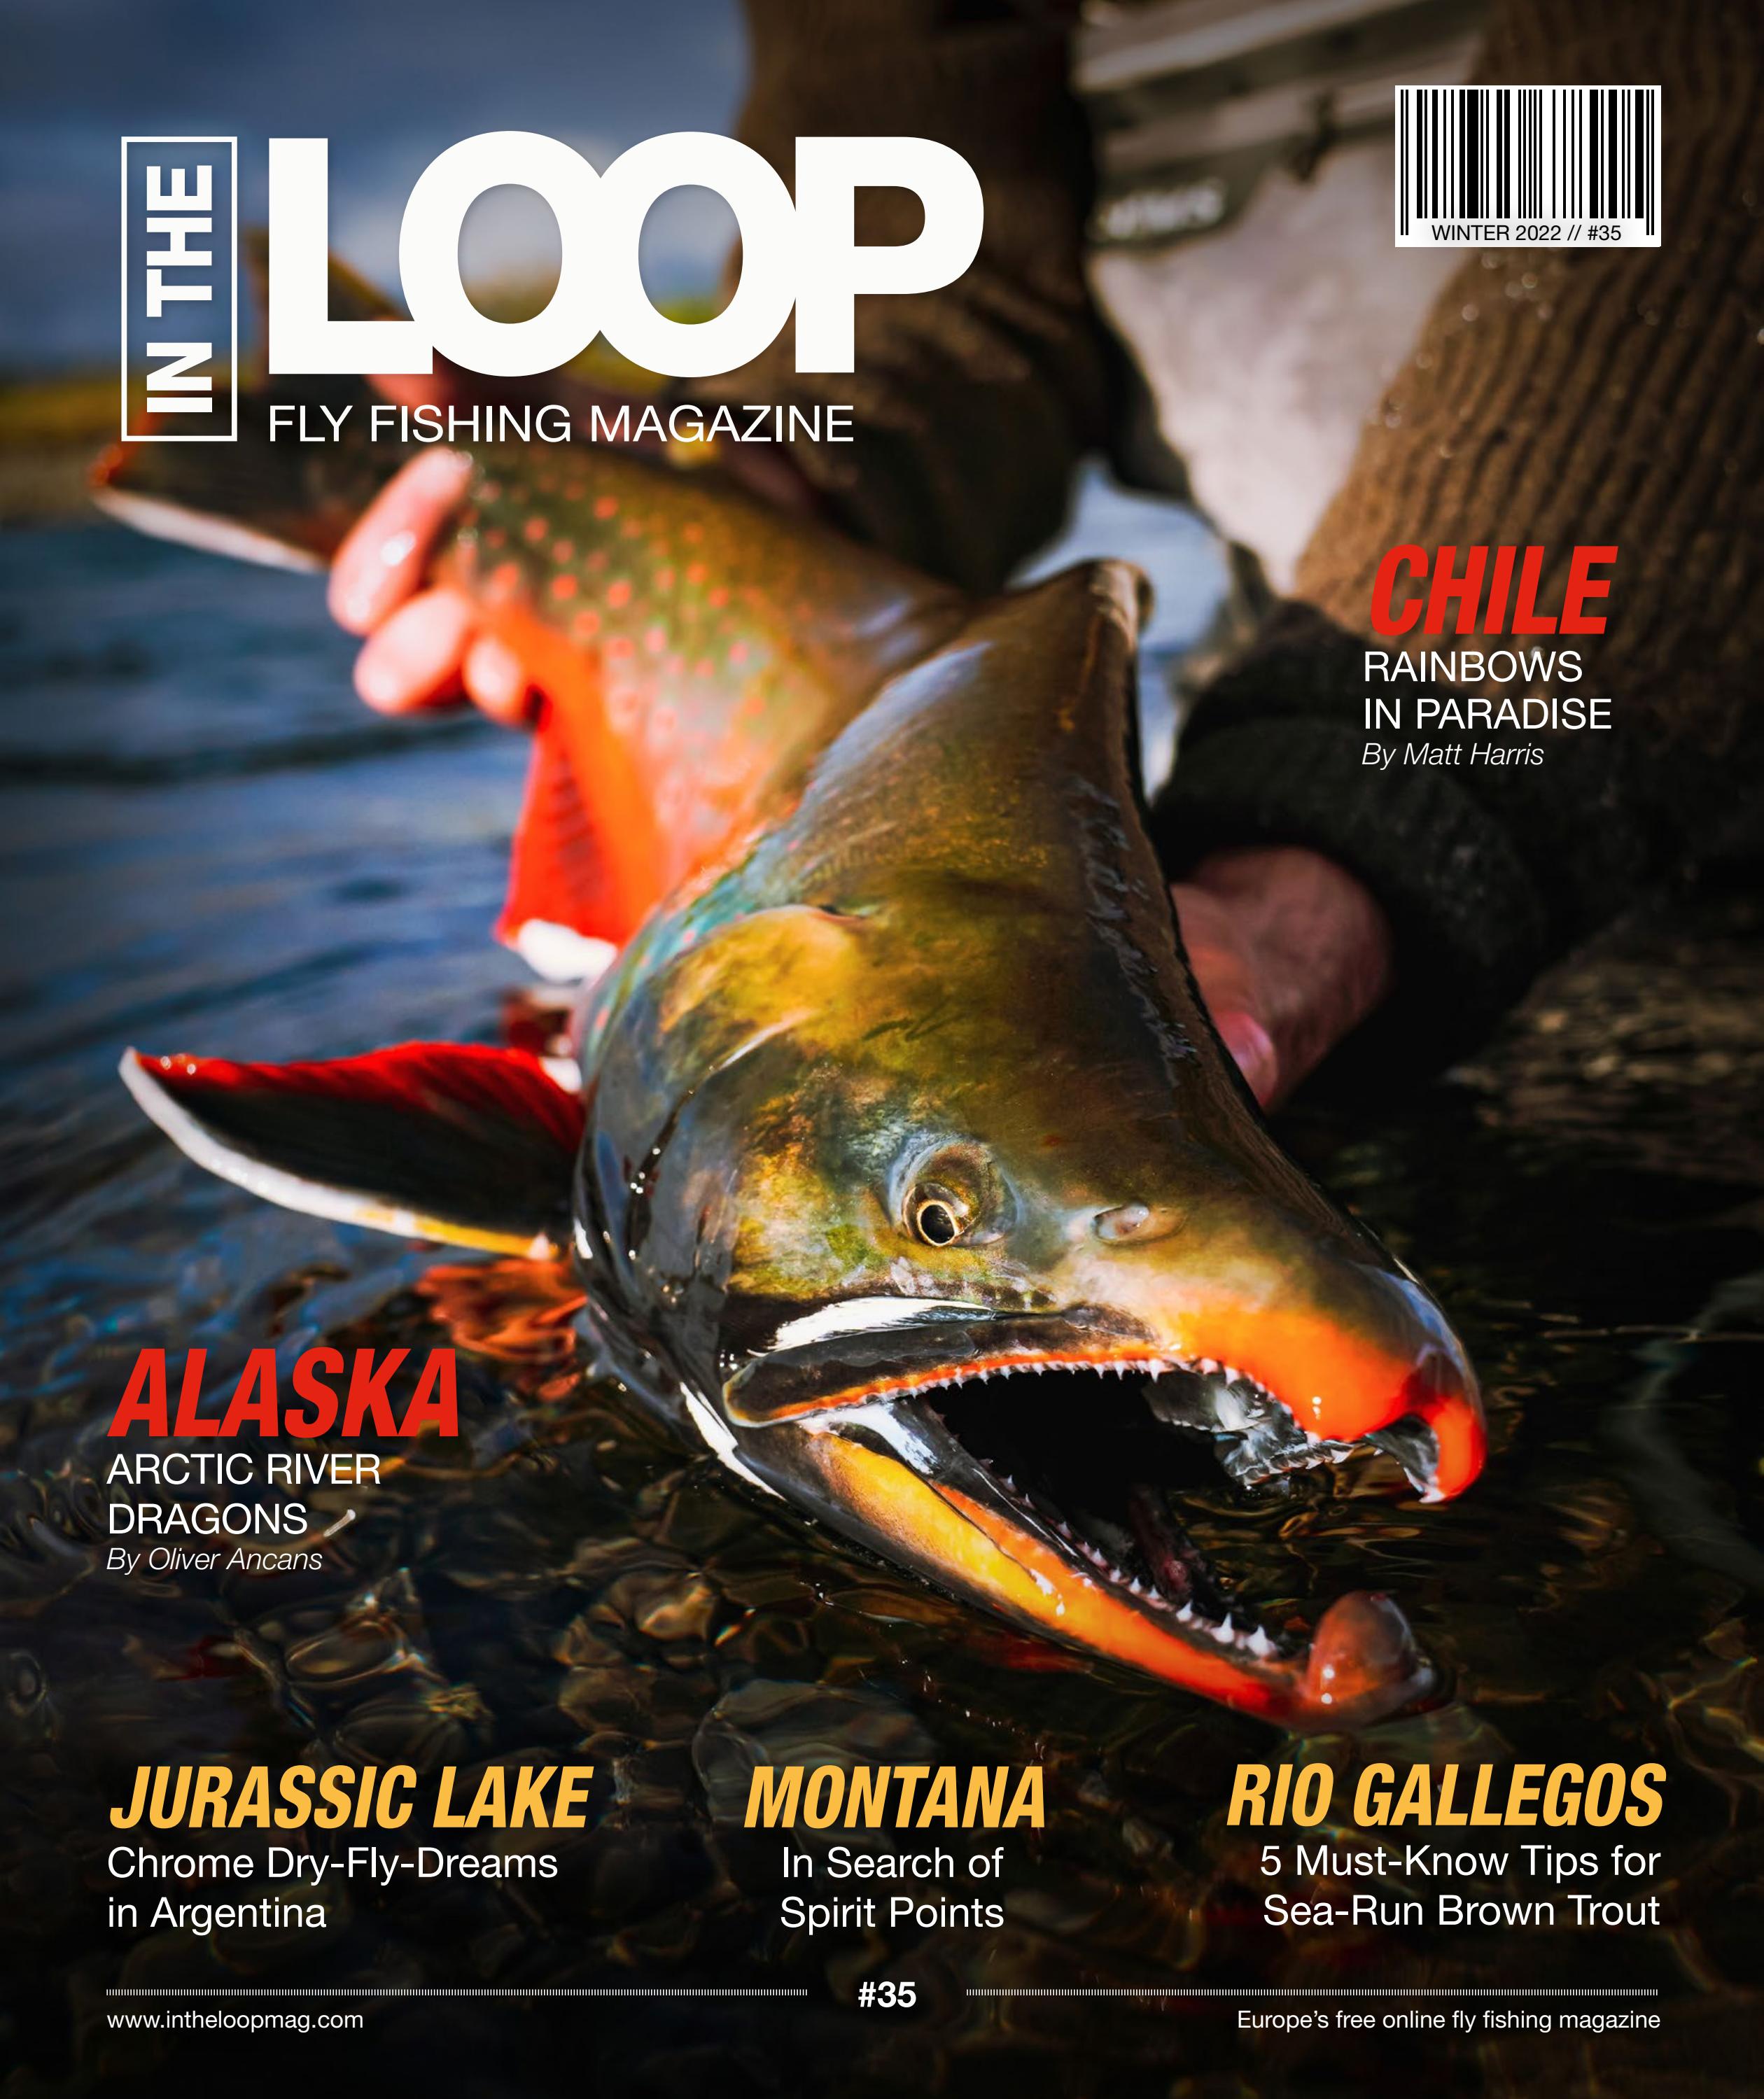 IN THE
LOOP
FLY FISHING MAGAZINE
WINTER 2022 // #35
CHILE
RAINBOWS
IN PARADISE
By Matt Harris
ALASKA
ARCTIC RIVER
DRAGONS
By Oliver Ancans
JURASSIC LAKE
Chrome Dry-Fly-Dreams
in Argentina
MONTANA
In Search of
Spirit Points
RIO GALLEGOS
5 Must-Know Tips for
Sea-Run Brown Trout
#35
www.intheloopmag.com
Europe's free online fly fishing magazine